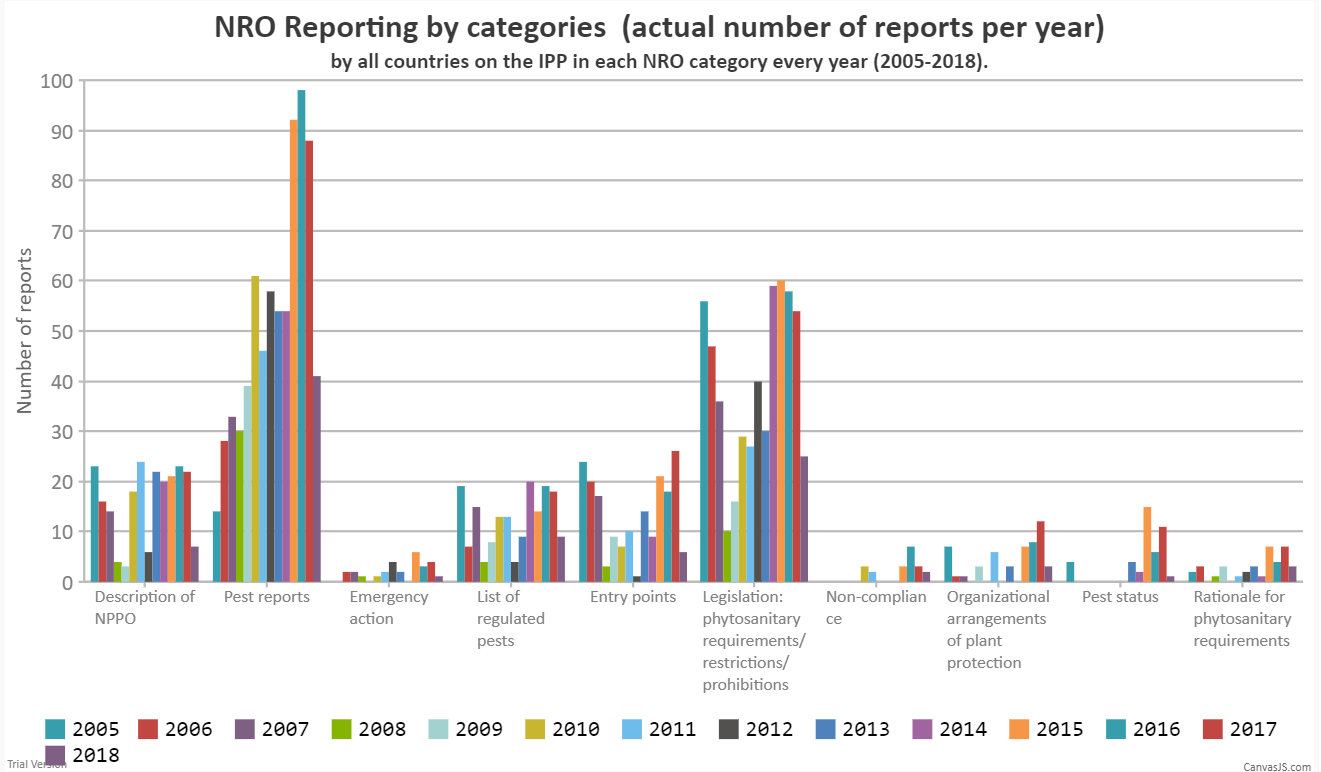 NRO Reporting by categories (actual number of reports per year)
by all countries on the IPP in each NRO category every year (2005-2018).
Number of reports
100
90
80
70
60
50
40
30
20
10
0
Description of
NPPO
Pest reports
Emergency
action
List of
regulated
pests
Entry points
Legislation:
phytosanitary
requirements/
restrictions/
prohibitions
Non-complian
ce
Organizational
arrangements
of plant
protection
Pest status
Rationale for
phytosanitary
requirements
2005 2006 2007 2008 2009 2010 2011 2012 2013 2014 2015 2016 2017
2018
Trial Version
CanvasJS.com